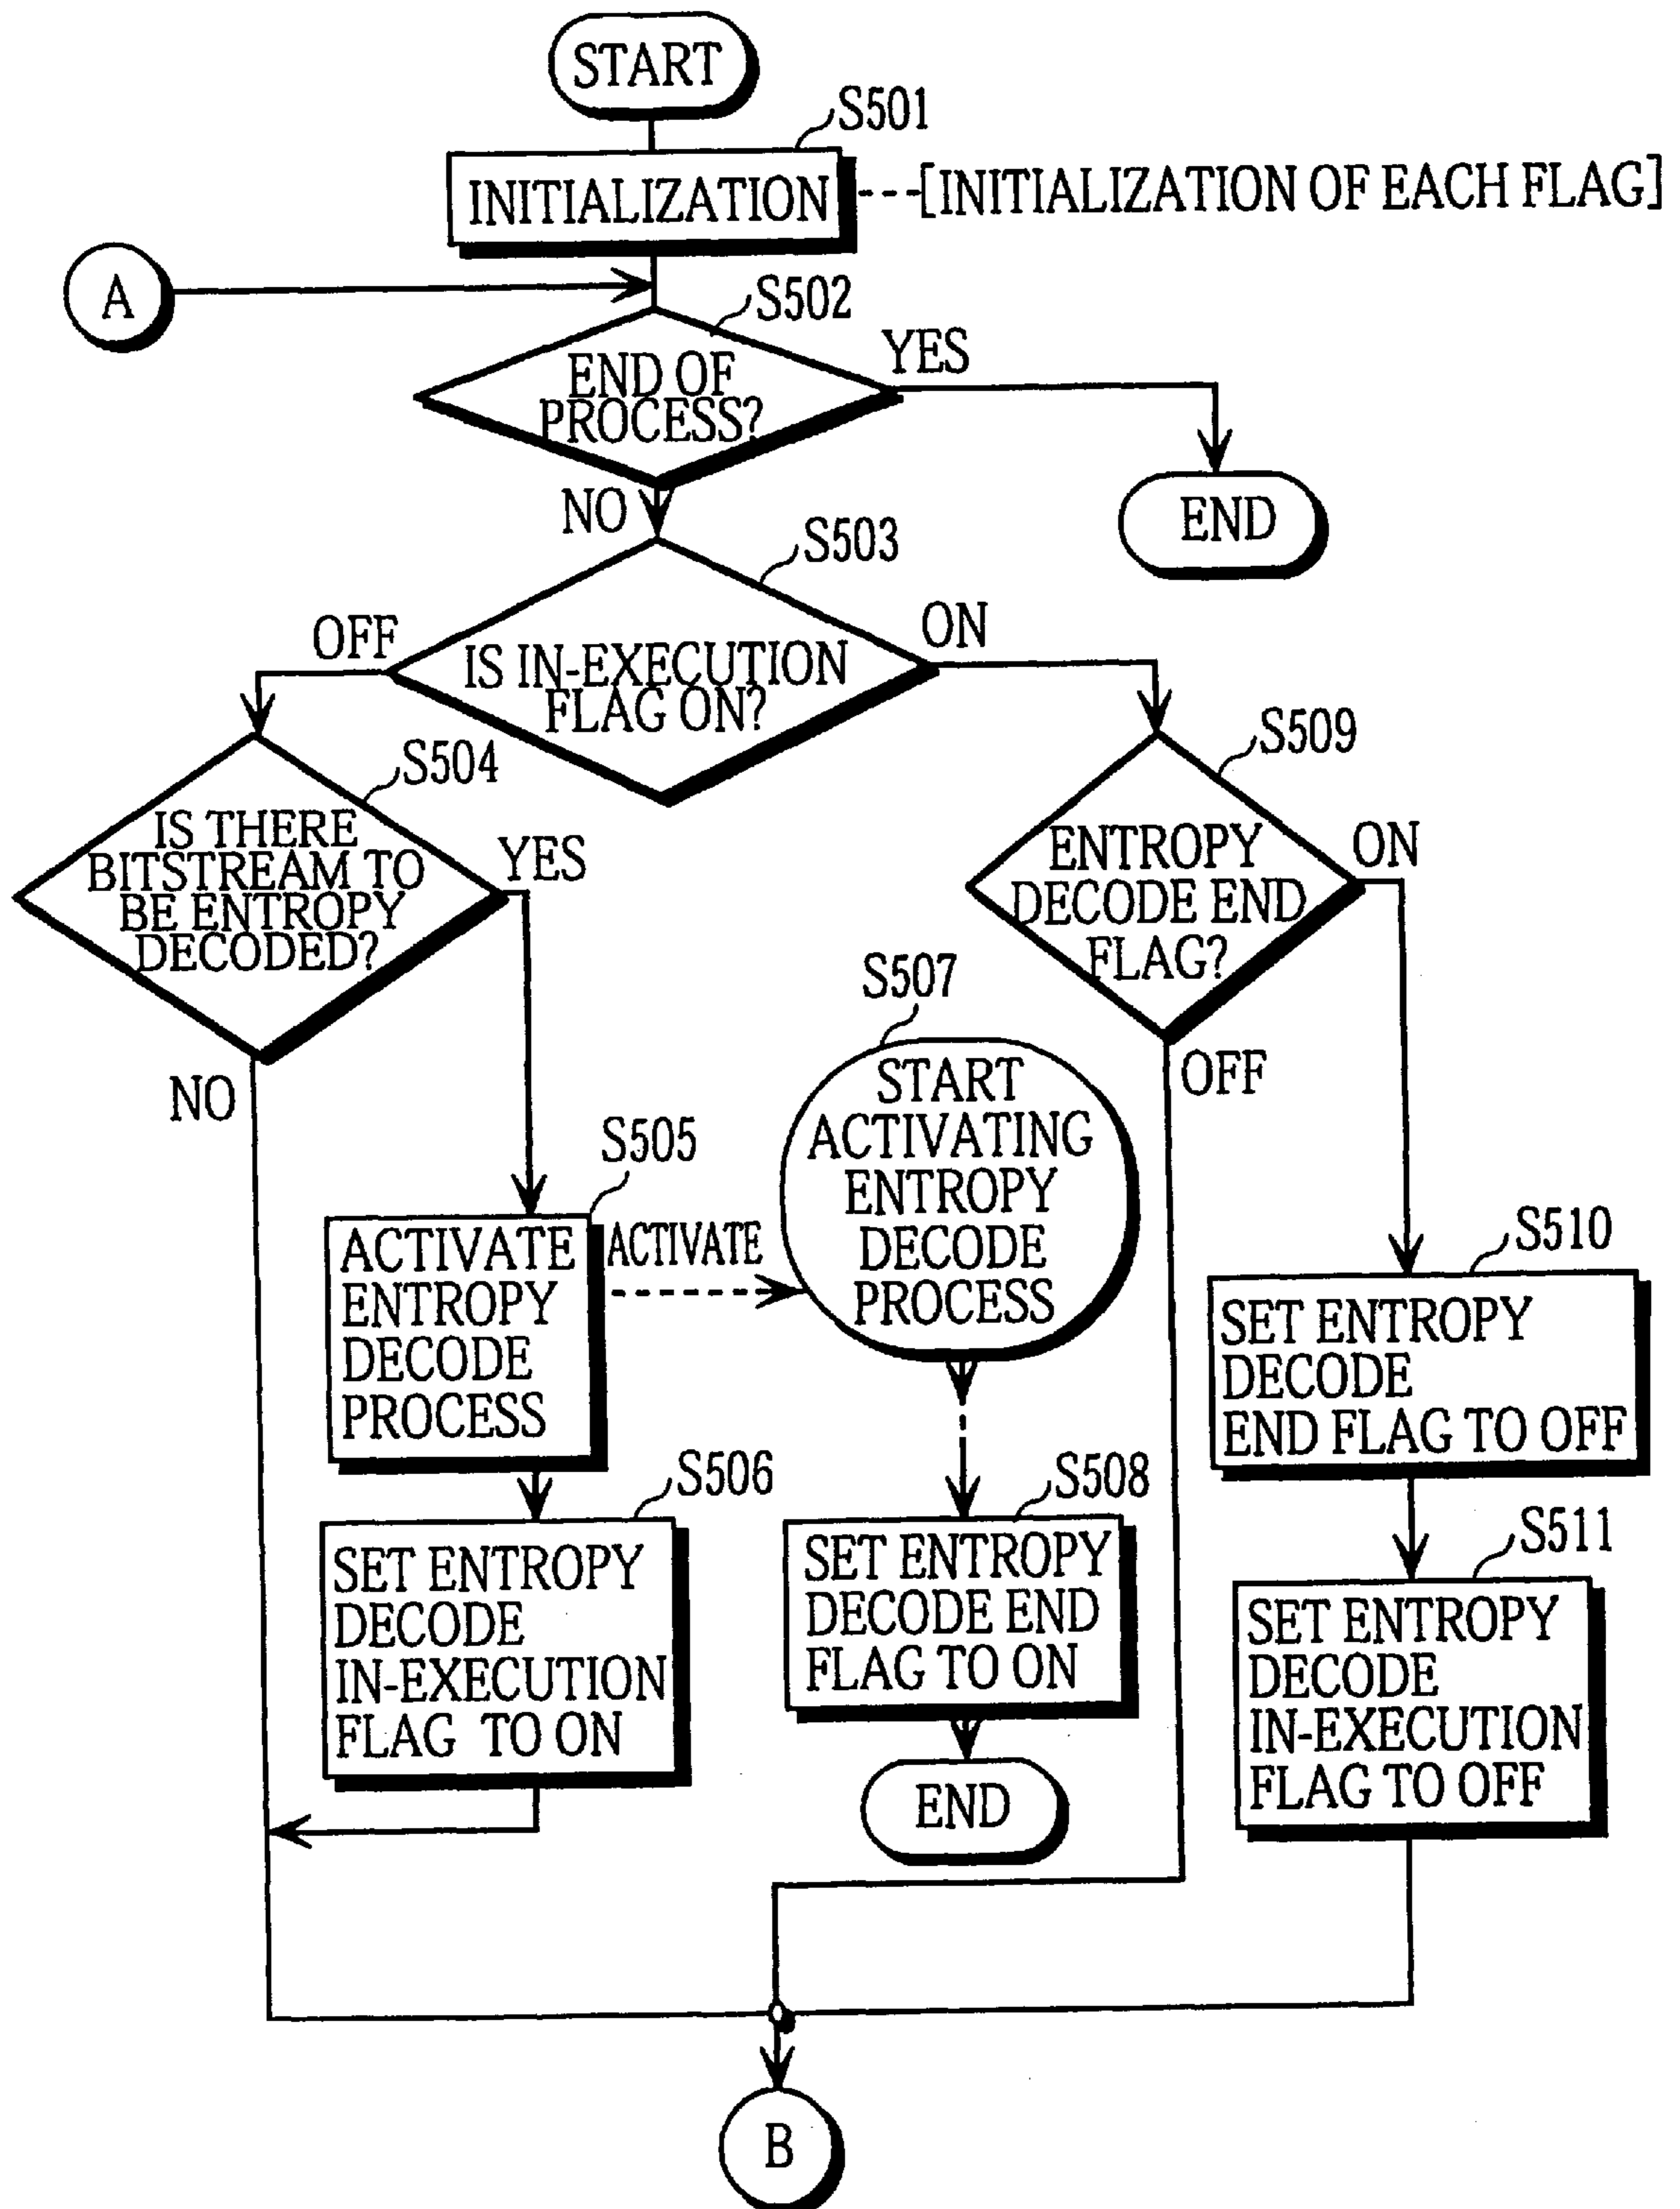 START
S501
INITIALIZATION
[INITIALIZATION OF EACH FLAG]
A
S502
END OF
PROCESS?
YES
END
NO
S503
OFF
IS IN-EXECUTION
FLAG ON?
ON
S504
IS THERE
BITSTREAM TO
BE ENTROPY
DECODED?
YES
NO
S509
ENTROPY
DECODE END
FLAG?
ON
OFF
S505
ACTIVATE
ENTROPY
DECODE
PROCESS
ACTIVATE
S507
START
ACTIVATING
ENTROPY
DECODE
PROCESS
S510
SET ENTROPY
DECODE
END FLAG TO OFF
S506
SET ENTROPY
DECODE
IN-EXECUTION
FLAG TO ON
S508
SET ENTROPY
DECODE END
FLAG TO ON
END
S511
SET ENTROPY
DECODE
IN-EXECUTION
FLAG TO OFF
B